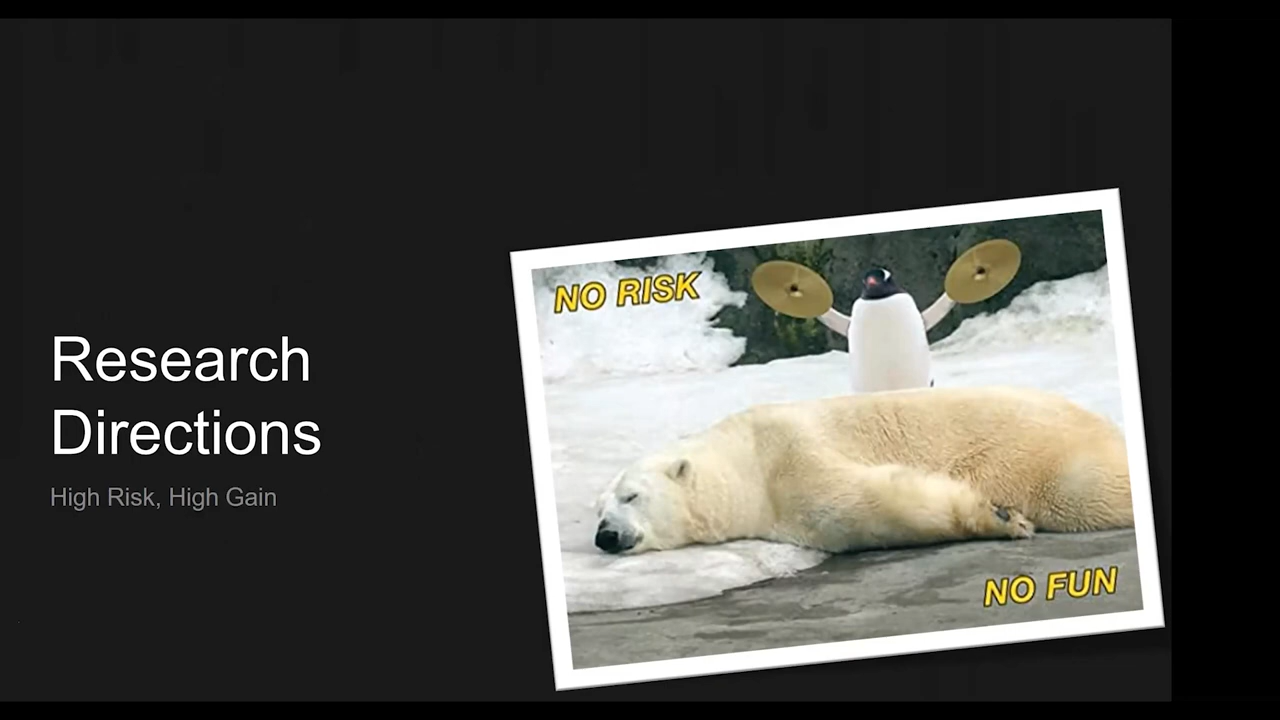 Research
Directions
High Risk, High Gain
NO RISK
NO FUN